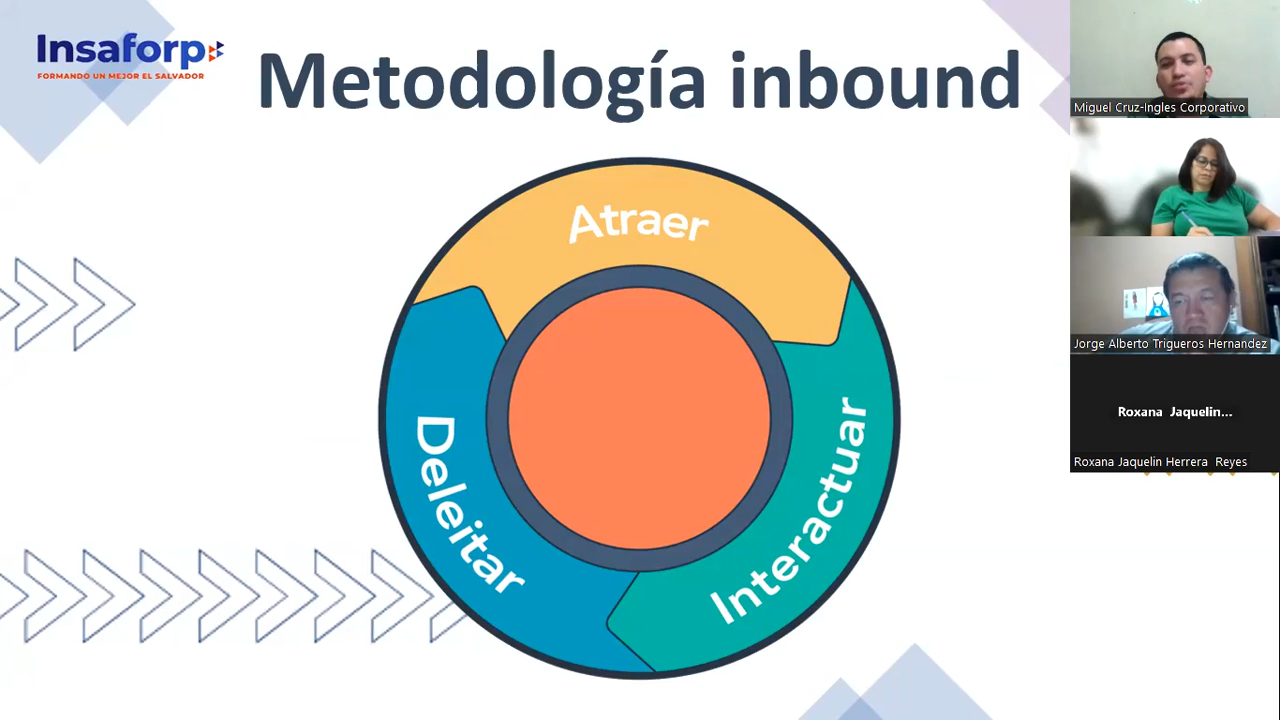 Insaforp
FORMANDO UN MEJOR EL SALVADOR
Metodología inbound
Atraer
Interactuar
Deleitar
Miguel Cruz-Ingles Corporativo
Jorge Alberto Trigueros Hernandez
Roxana Jaquelin...
Roxana Jaquelin Herrera Reyes